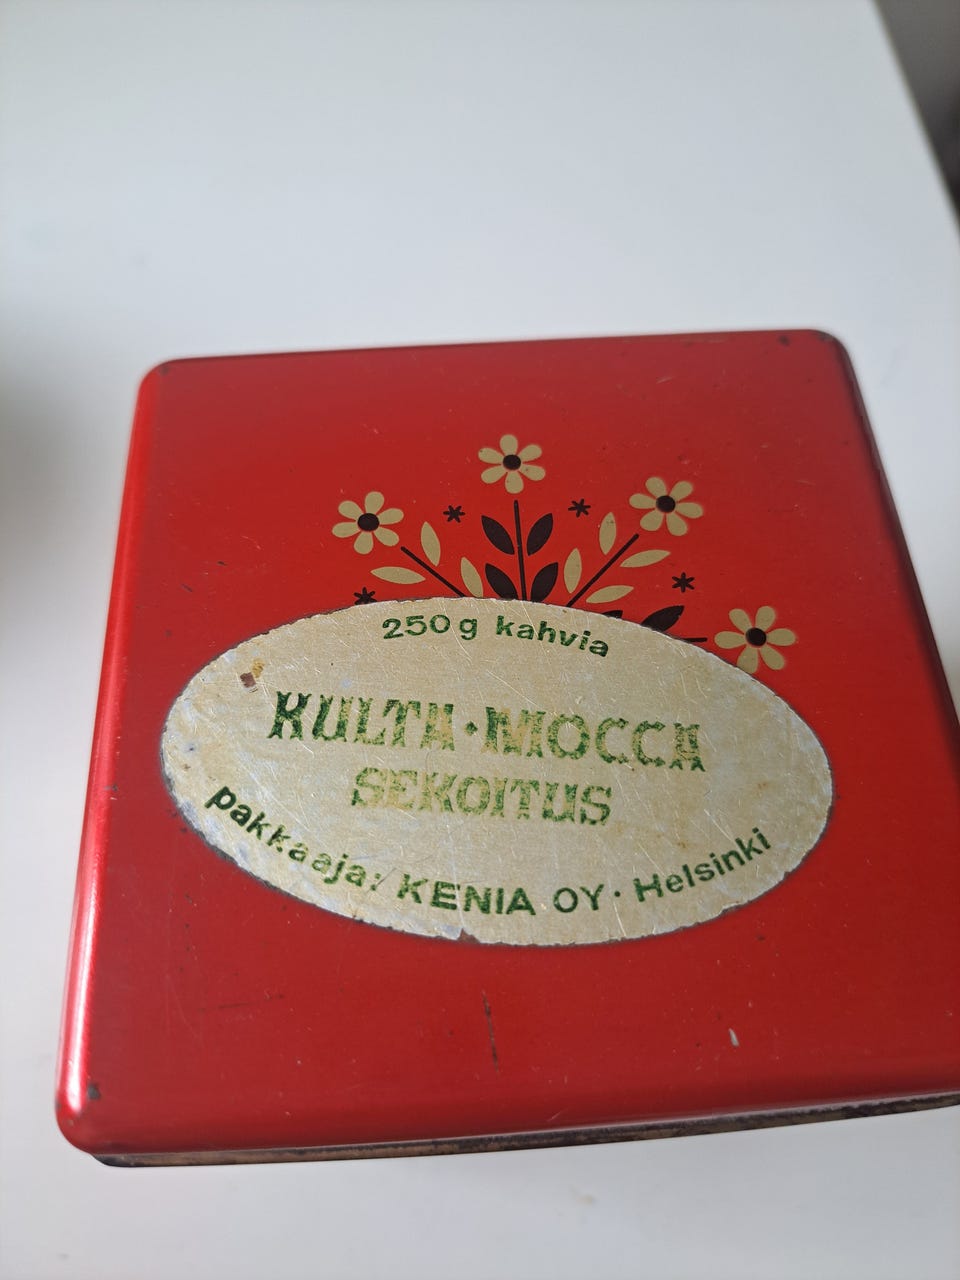 250g kahvia
KULTA·MOCCA
SEKOITUS
pakkaaja: KENIA OY· Helsinki